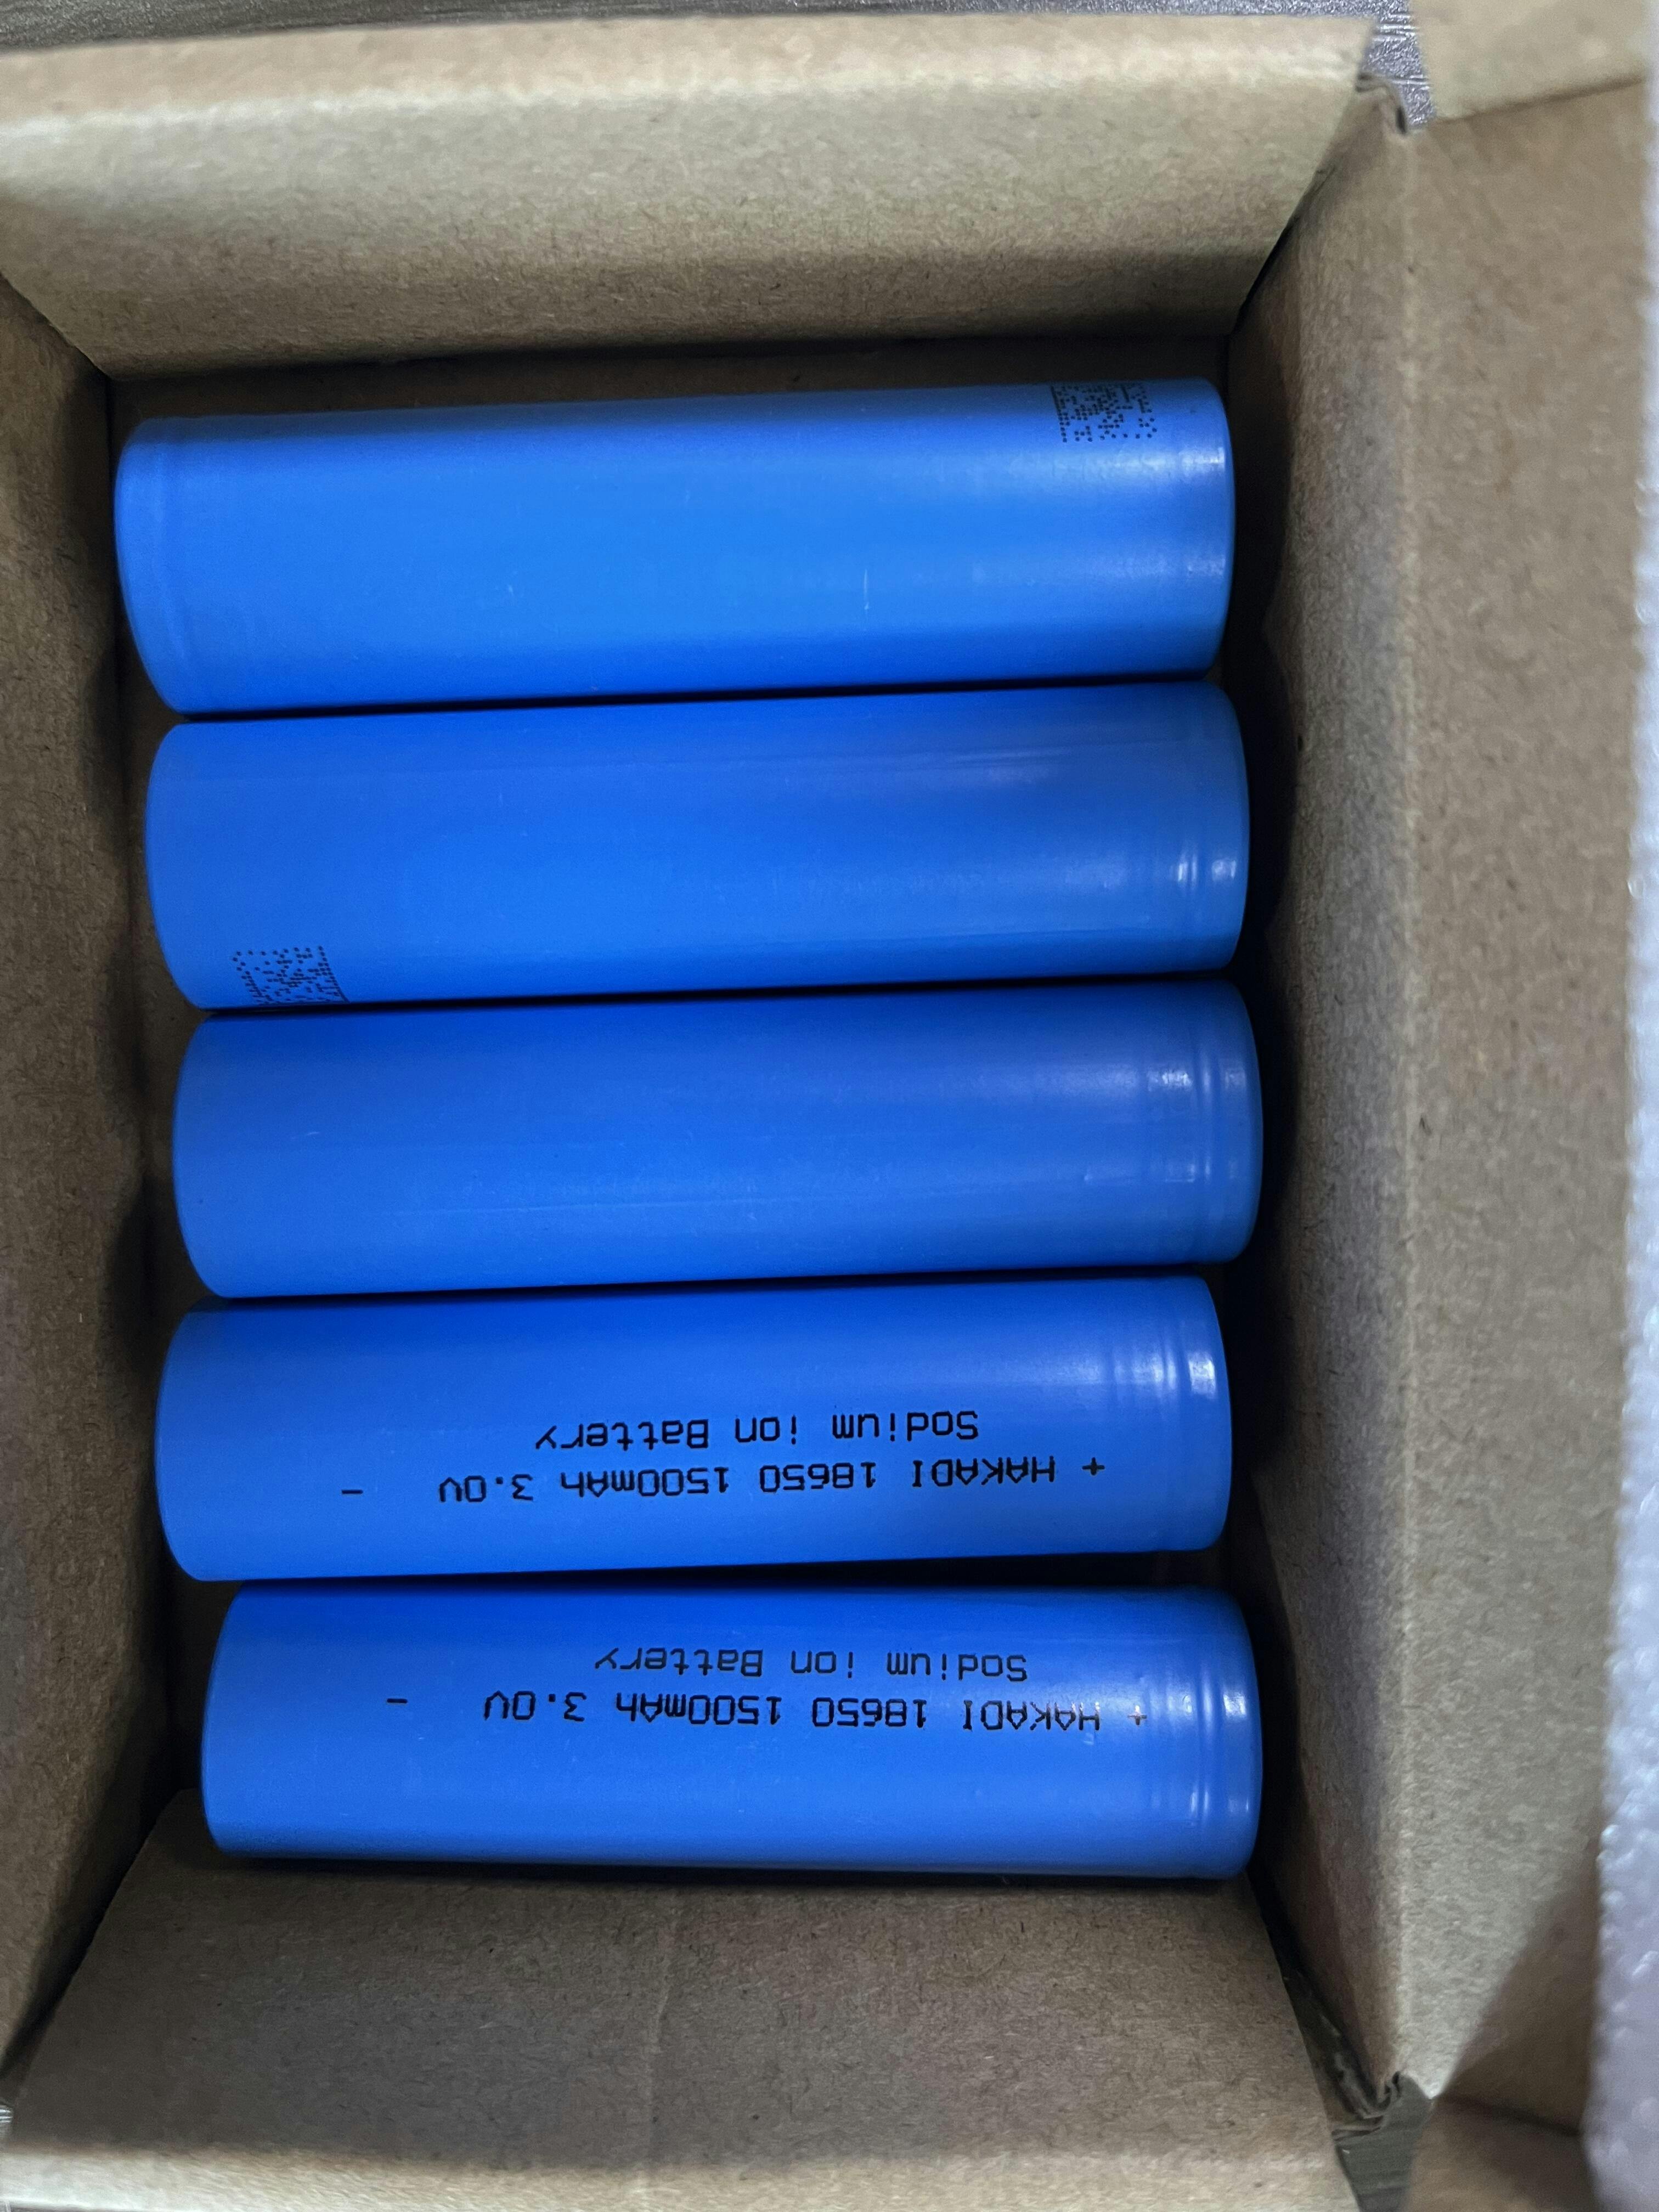 + HAKADI 18650 1500mAh 3.0V -
Sodium ion Battery
+ HAKADI 18650 1500mAh 3.0V -
Sodium ion Battery